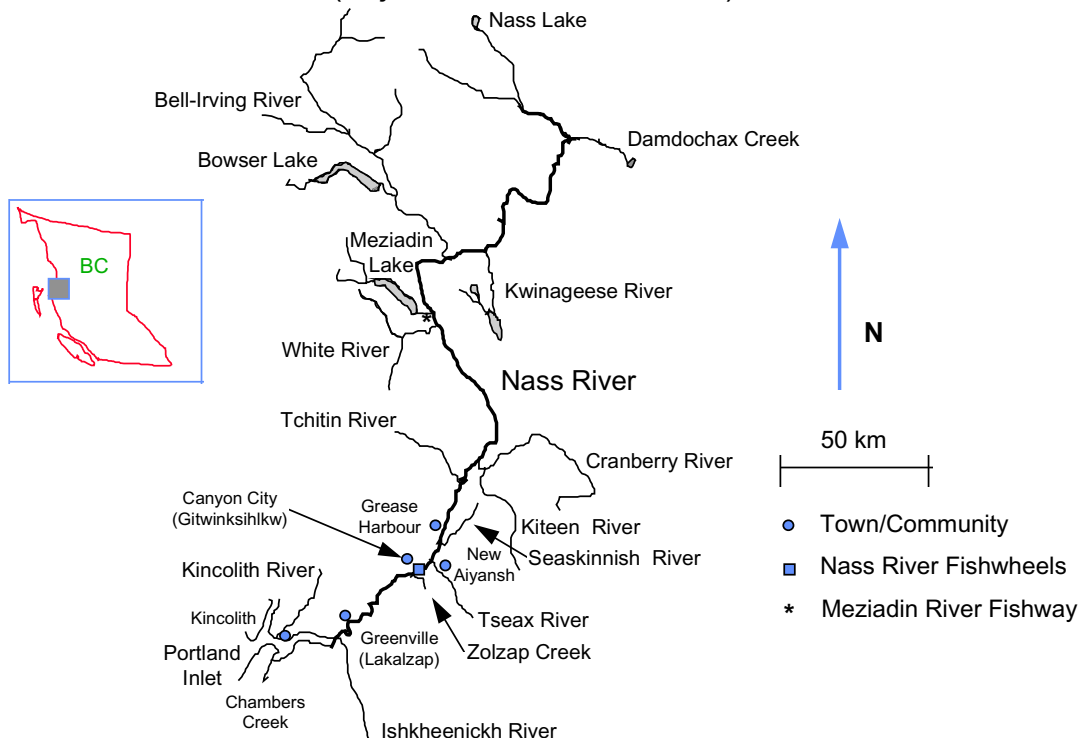 Nass Lake
Bell-Irving River
Damdochax Creek
Bowser Lake
BC
Meziadin
Lake
Kwinageese River
*
White River
N
Nass River
Tchitin River
50 km
Cranberry River
Canyon City
(Gitwinksihlkw)
Grease
Harbour
Town/Community
Kiteen River
New
Aiyansh
Seaskinnish River
Nass River Fishwheels
Kincolith River
* Meziadin River Fishway
Kincolith
Tseax River
Greenville
(Lakalzap)
Zolzap Creek
Portland
Inlet
Chambers
Creek
Ishkheenickh River